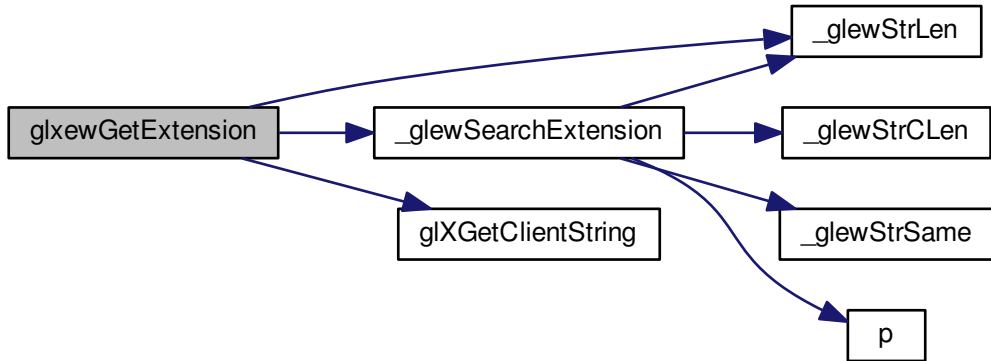 _glewStrLen
glxewGetExtension
_glewSearchExtension
_glewStrCLen
glXGetClientString
_glewStrSame
p